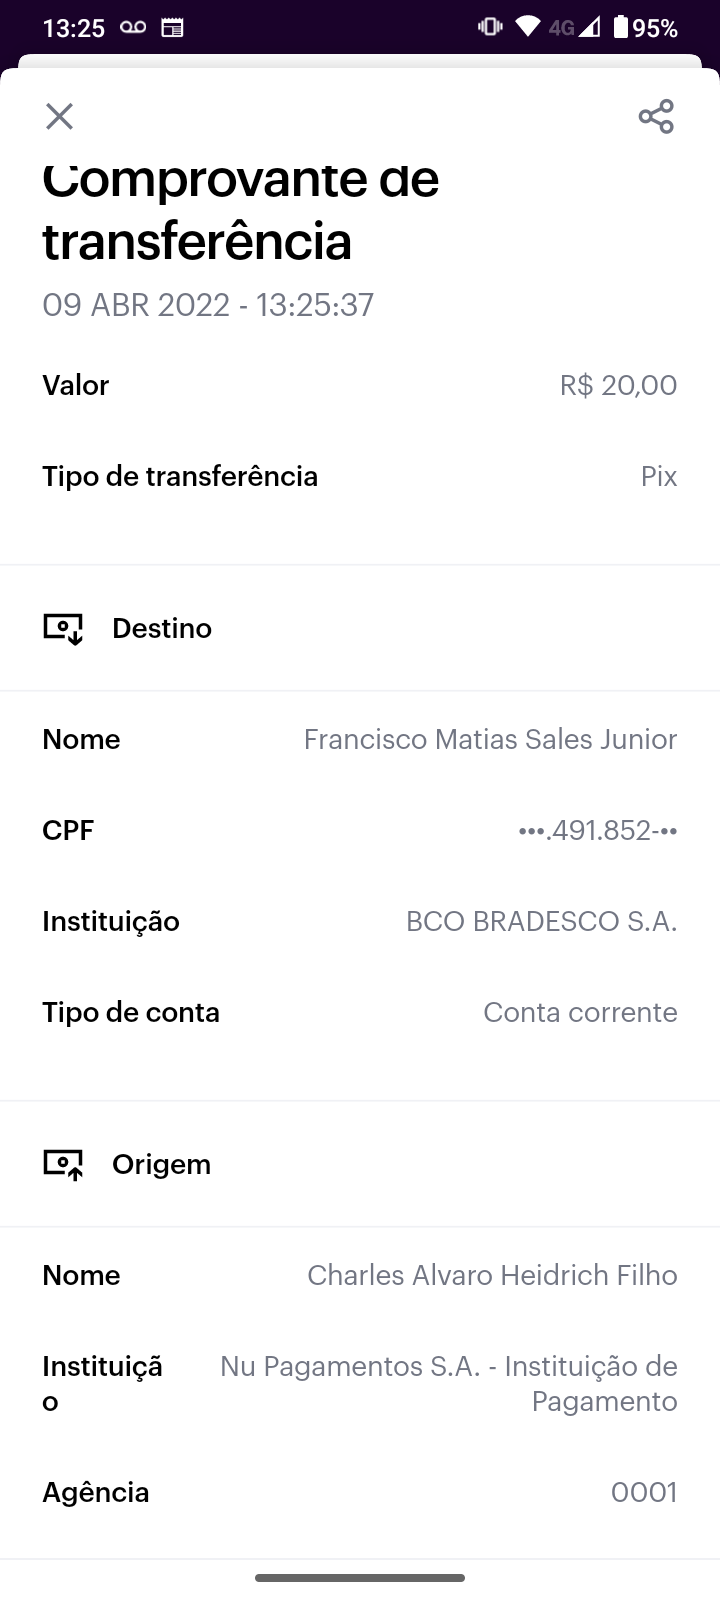 13:25 4G 95%
Comprovante de
transferência
09 ABR 2022 - 13:25:37
Valor R$ 20,00
Tipo de transferência Pix
Destino
Nome Francisco Matias Sales Junior
CPF •••.491.852-••
Instituição BCO BRADESCO S.A.
Tipo de conta Conta corrente
Origem
Nome Charles Alvaro Heidrich Filho
Instituiçã Nu Pagamentos S.A. - Instituição de
o Pagamento
Agência 0001